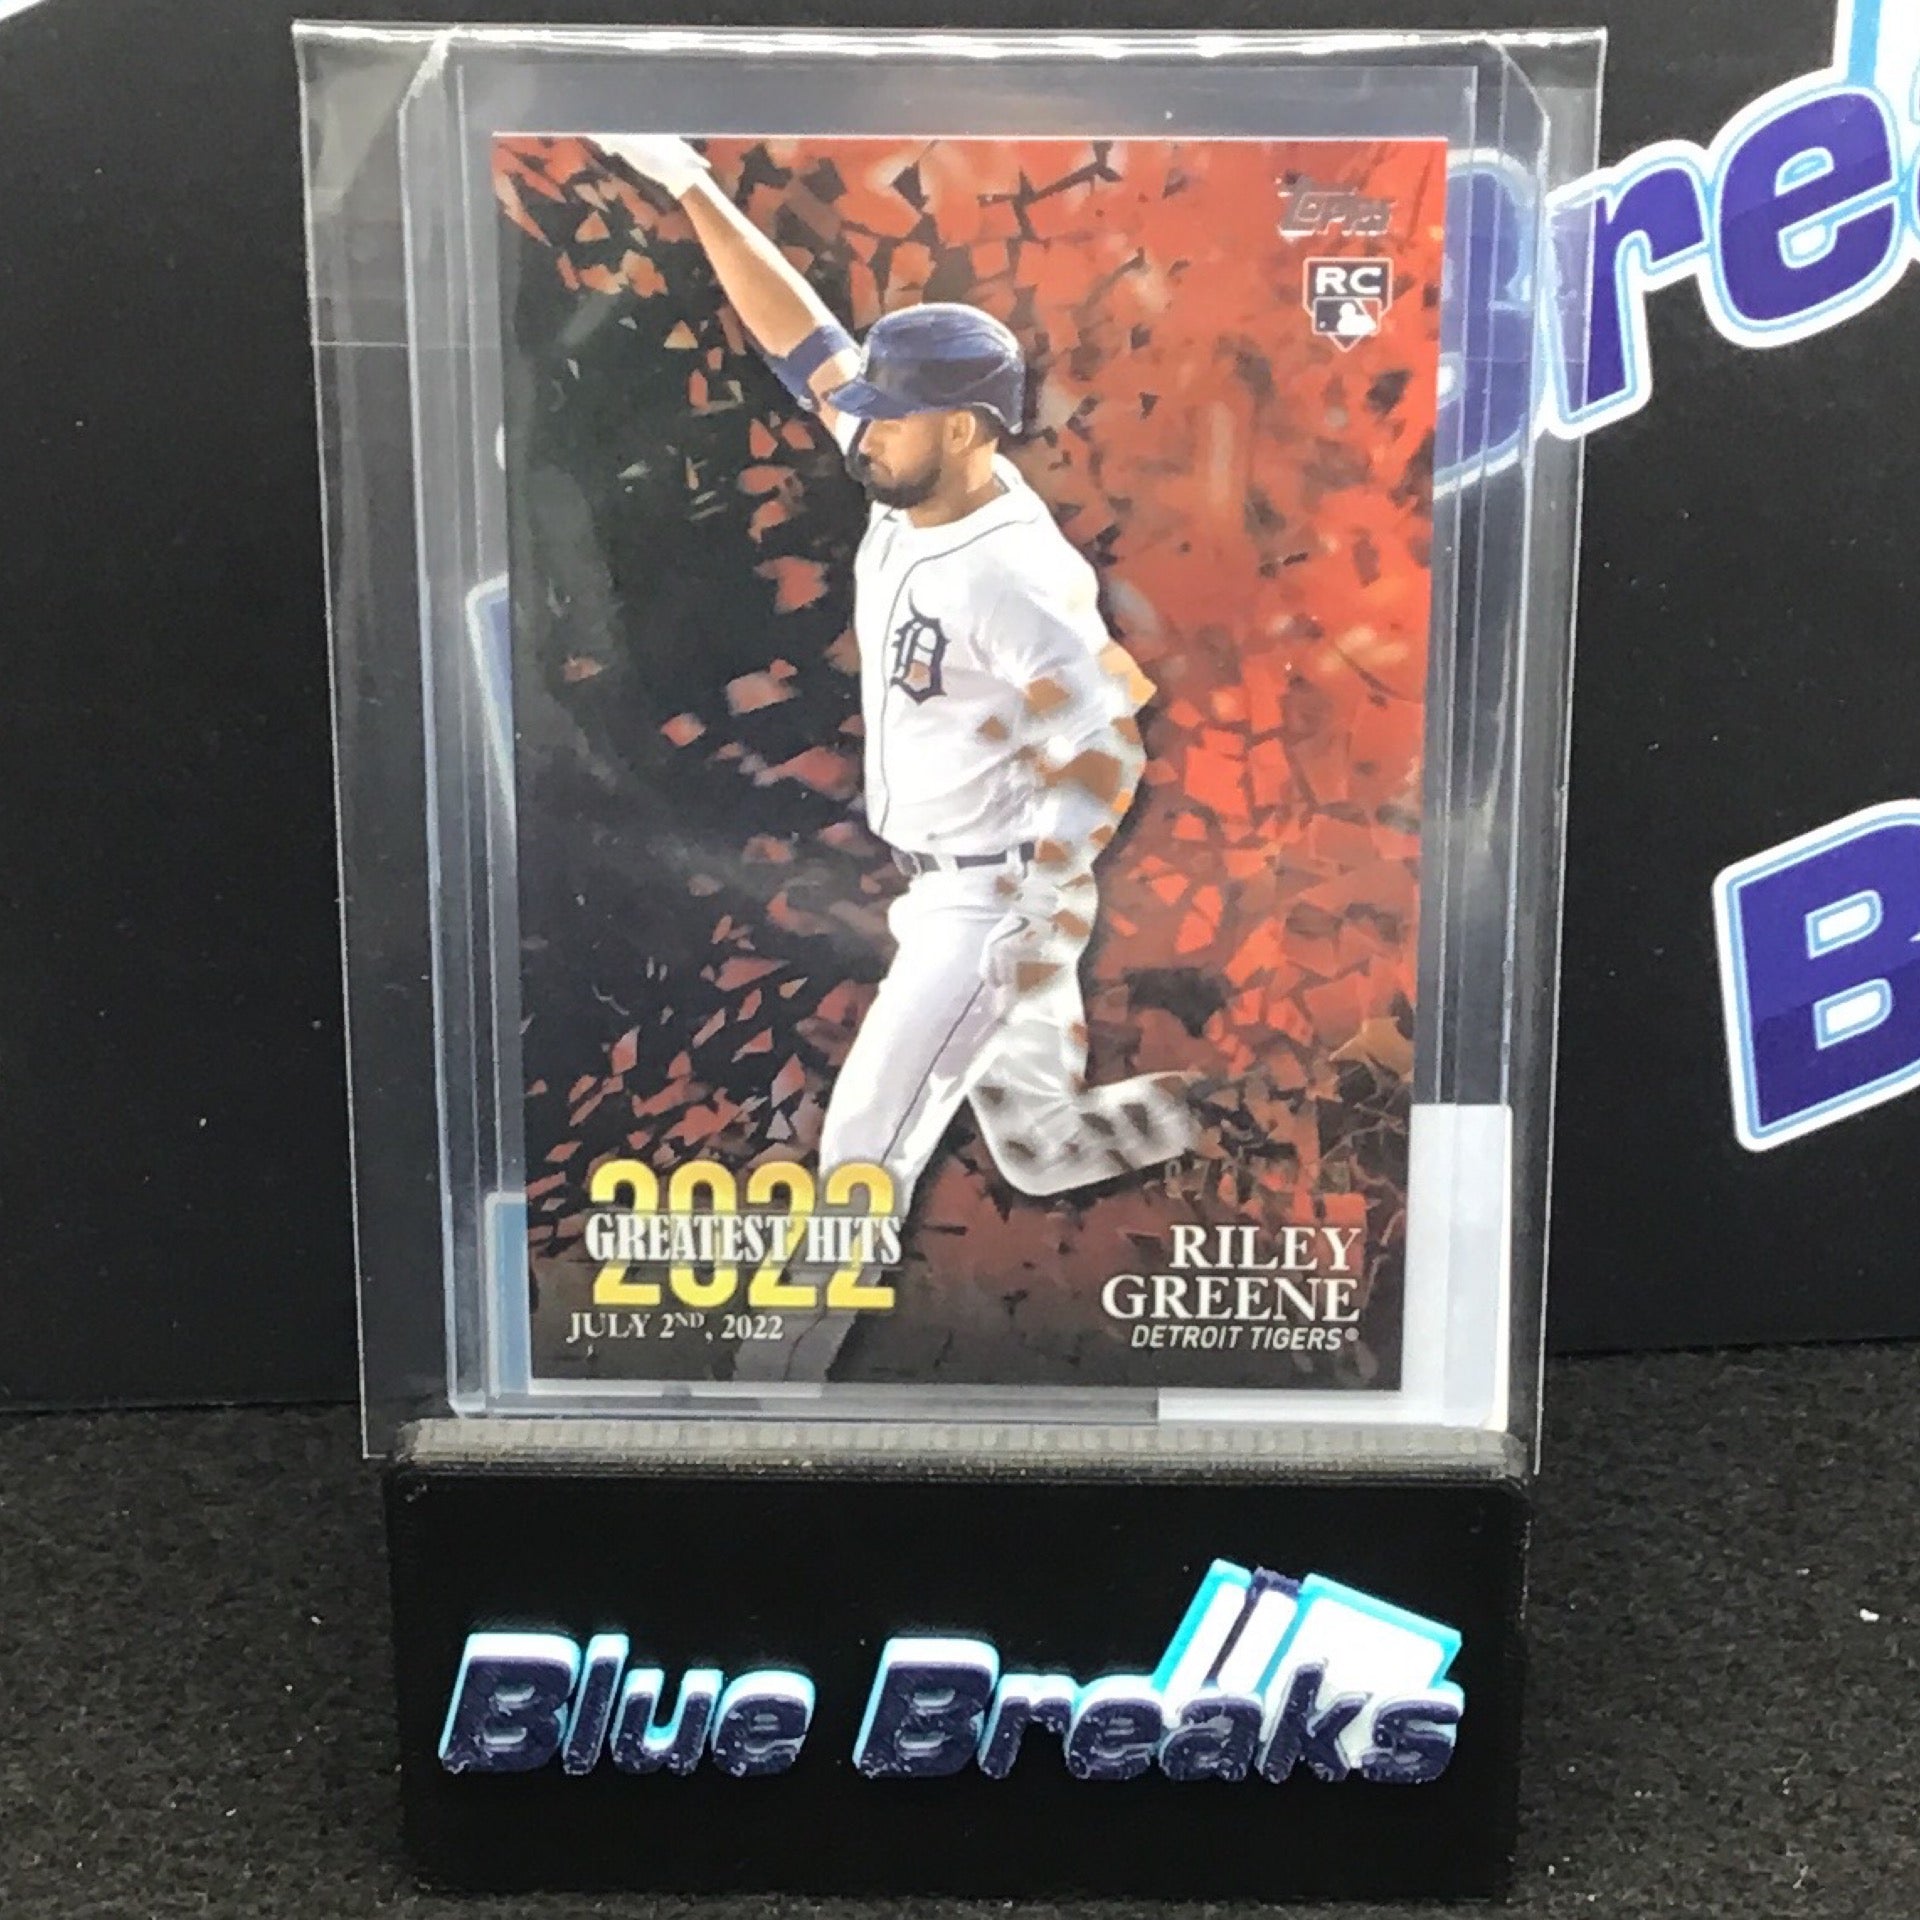 Topps
RC
2022
GREATEST HITS
JULY 2ND, 2022
RILEY
GREENE
DETROIT TIGERS®
Blue Breaks